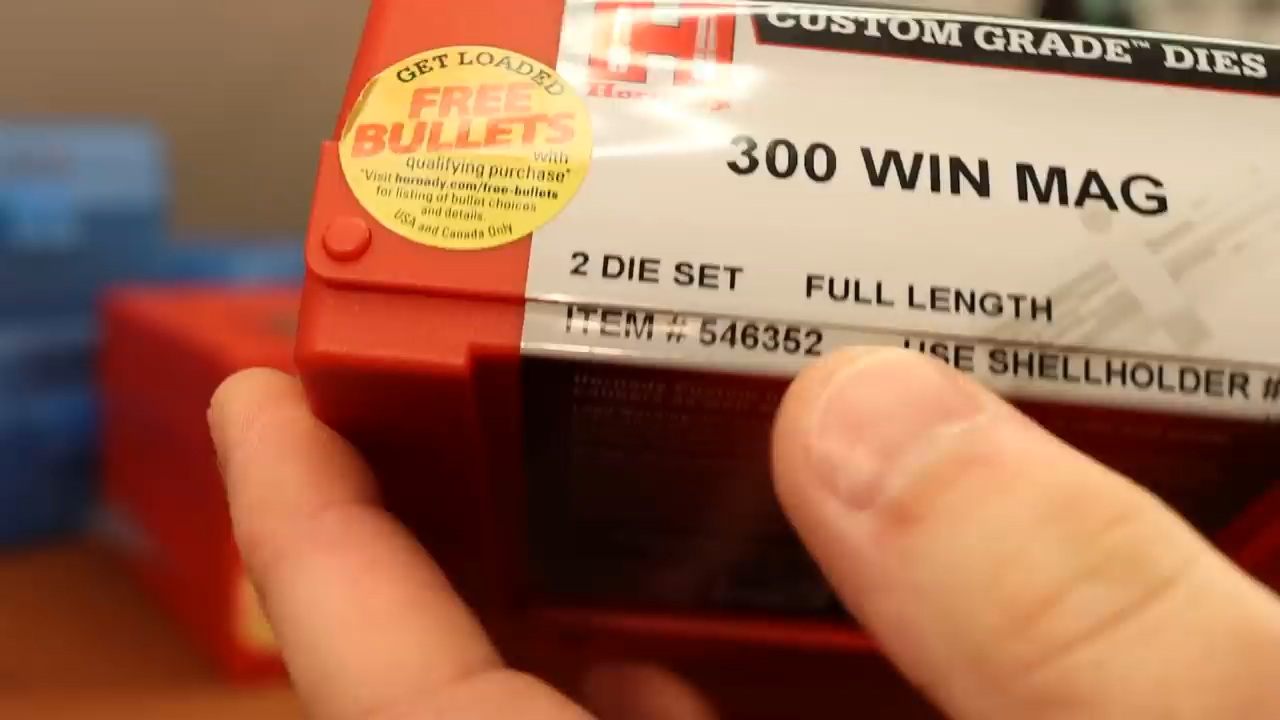 GET LOADED
FREE
BULLETS
with
qualifying purchase*
*Visit hornady.com/free-bullets
for listing of bullet choices
and details.
USA and Canada Only
H
CUSTOM GRADE™ DIES
300 WIN MAG
2 DIE SET FULL LENGTH
ITEM # 546352 USE SHELLHOLDER #